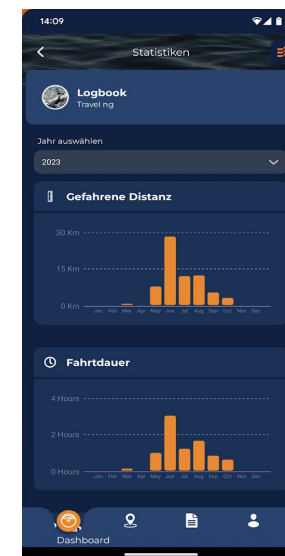 14:09
Statistiken
Logbook
Travel ng
Jahr auswählen
2023
Gefahrene Distanz
30 Km
15 Km
0 Km
Jan Feb Mar Apr May Jun Jul Aug Sep Oct Nov Dec
Fahrtdauer
4 Hours
2 Hours
0 Hours
Jan Feb Mar Apr May Jun Jul Aug Sep Oct Nov Dec
Dashboard